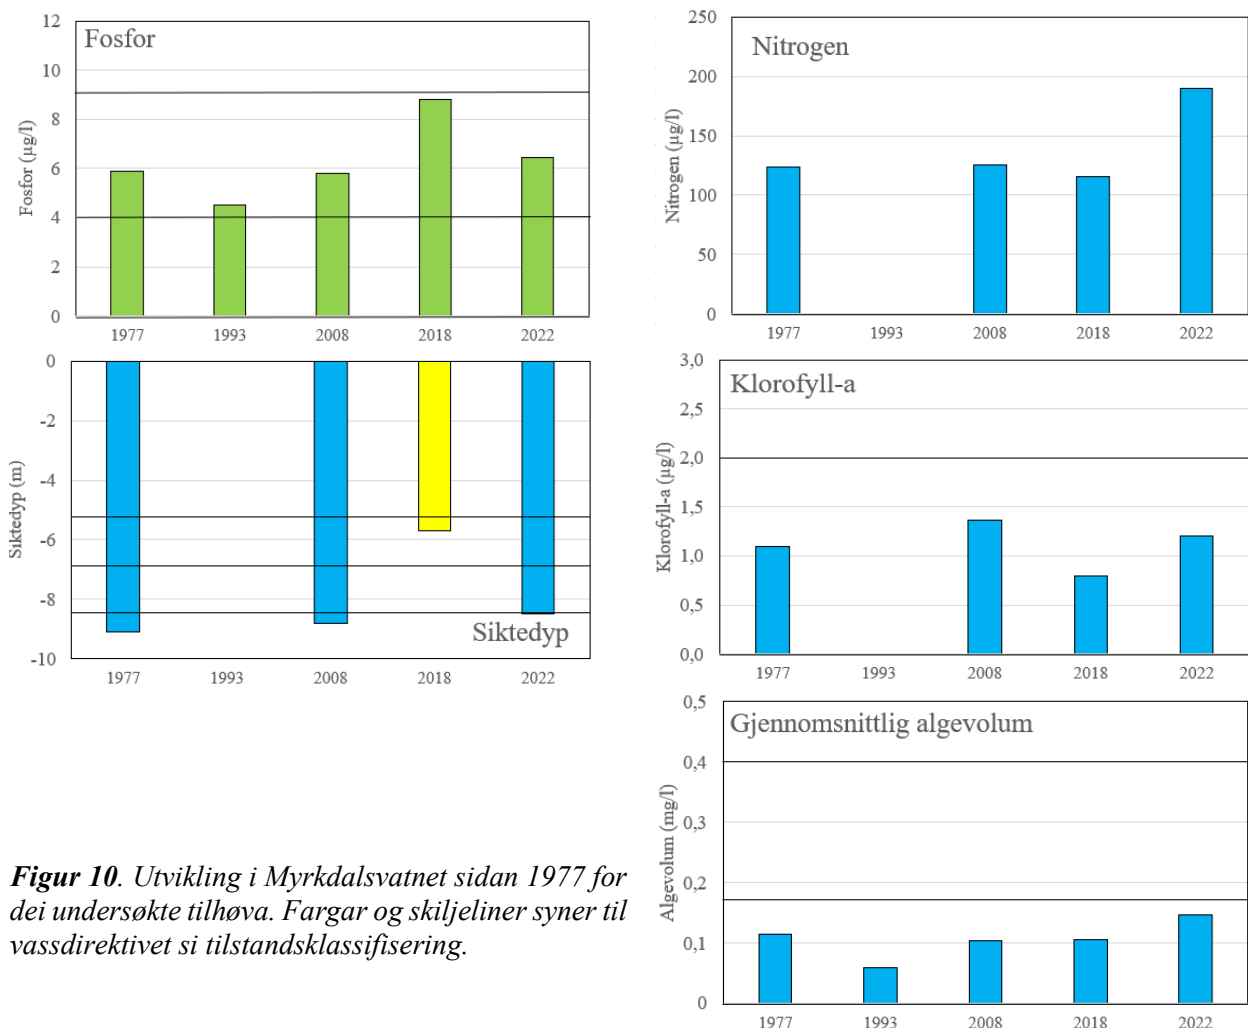 Fosfor
Fosfor (µg/l)
12
10
8
6
4
2
0
1977 1993 2008 2018 2022
Nitrogen
Nitrogen (µg/l)
250
200
150
100
50
0
1977 1993 2008 2018 2022
Siktedyp (m)
0
-2
-4
-6
-8
-10
Siktedyp
1977 1993 2008 2018 2022
Klorofyll-a
Klorofyll-a (µg/l)
3,0
2,5
2,0
1,5
1,0
0,5
0,0
1977 1993 2008 2018 2022
Gjennomsnittlig algevolum
Algevolum (mg/l)
0,5
0,4
0,3
0,2
0,1
0
1977 1993 2008 2018 2022
Figur 10. Utvikling i Myrkdalsvatnet sidan 1977 for
dei undersøkte tilhøva. Fargar og skiljeliner syner til
vassdirektivet si tilstandsklassifisering.